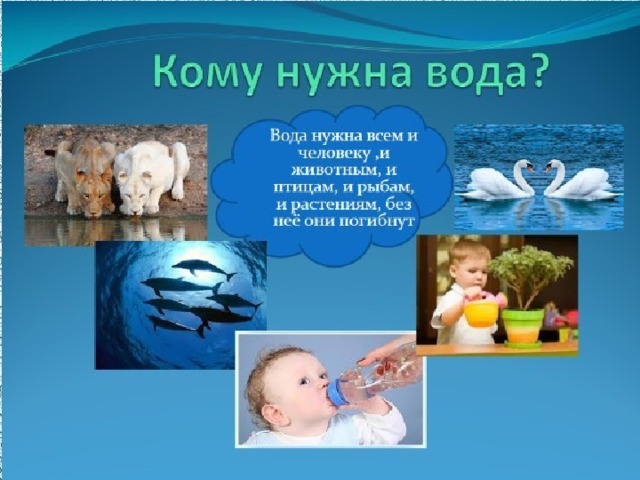 Кому нужна вода?
Вода нужна всем и
человеку ,и
животным, и
птицам, и рыбам,
и растениям, без
неё они погибнут